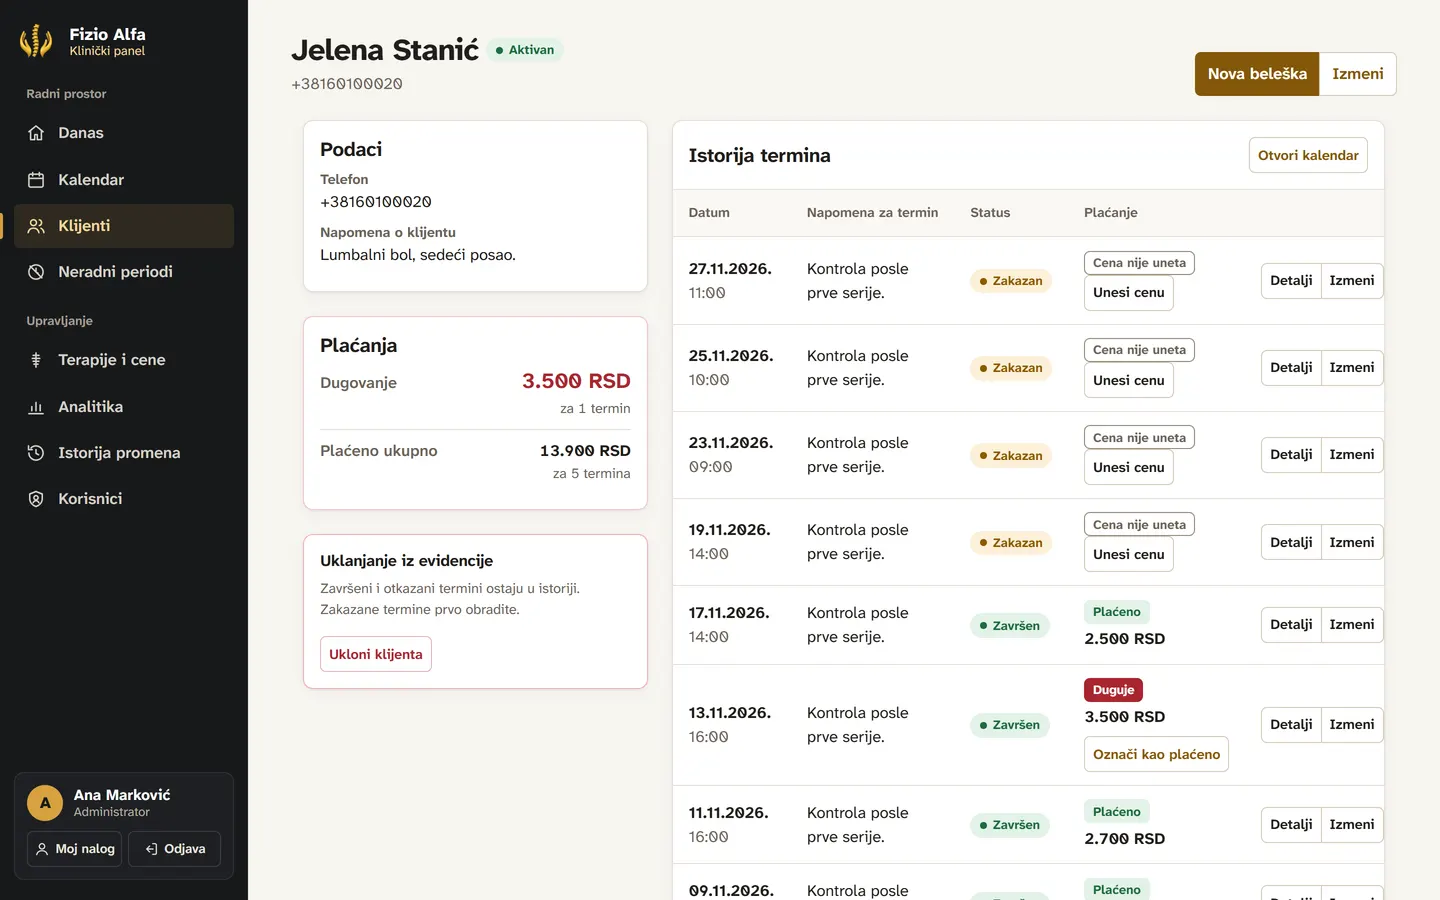 Fizio Alfa
Klinički panel
Radni prostor
Danas
Kalendar
Klijenti
Neradni periodi
Upravljanje
Terapije i cene
Analitika
Istorija promena
Korisnici
A
Ana Marković
Administrator
Moj nalog
Odjava
Jelena Stanić
Aktivan
+38160100020
Nova beleška
Izmeni
Podaci
Telefon
+38160100020
Napomena o klijentu
Lumbalni bol, sedeći posao.
Plaćanja
Dugovanje
3.500 RSD
za 1 termin
Plaćeno ukupno
13.900 RSD
za 5 termina
Uklanjanje iz evidencije
Završeni i otkazani termini ostaju u istoriji.
Zakazane termine prvo obradite.
Ukloni klijenta
Istorija termina
Otvori kalendar
Datum Napomena za termin Status Plaćanje
27.11.2026.
11:00
Kontrola posle
prve serije.
Zakazan
Cena nije uneta
Unesi cenu
Detalji Izmeni
25.11.2026.
10:00
Kontrola posle
prve serije.
Zakazan
Cena nije uneta
Unesi cenu
Detalji Izmeni
23.11.2026.
09:00
Kontrola posle
prve serije.
Zakazan
Cena nije uneta
Unesi cenu
Detalji Izmeni
19.11.2026.
14:00
Kontrola posle
prve serije.
Zakazan
Cena nije uneta
Unesi cenu
Detalji Izmeni
17.11.2026.
14:00
Kontrola posle
prve serije.
Završen
Plaćeno
2.500 RSD
Detalji Izmeni
13.11.2026.
16:00
Kontrola posle
prve serije.
Završen
Duguje
3.500 RSD
Označi kao plaćeno
Detalji Izmeni
11.11.2026.
16:00
Kontrola posle
prve serije.
Završen
Plaćeno
2.700 RSD
Detalji Izmeni
09.11.2026.
Kontrola posle
Plaćeno